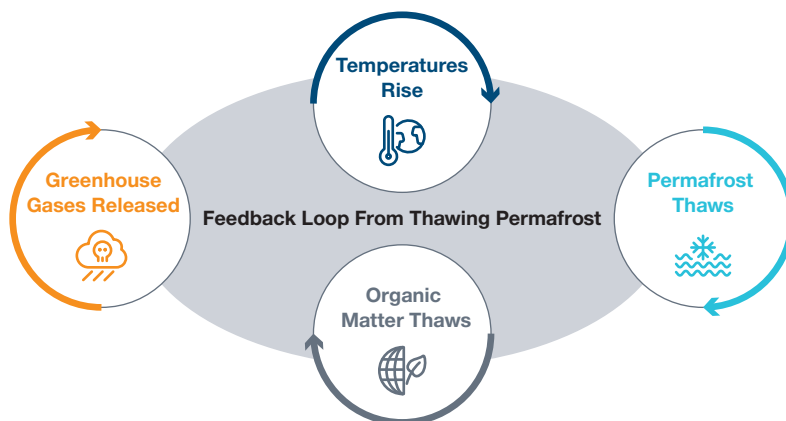 Temperatures
Rise
Greenhouse
Gases Released
Permafrost
Thaws
Feedback Loop From Thawing Permafrost
Organic
Matter Thaws